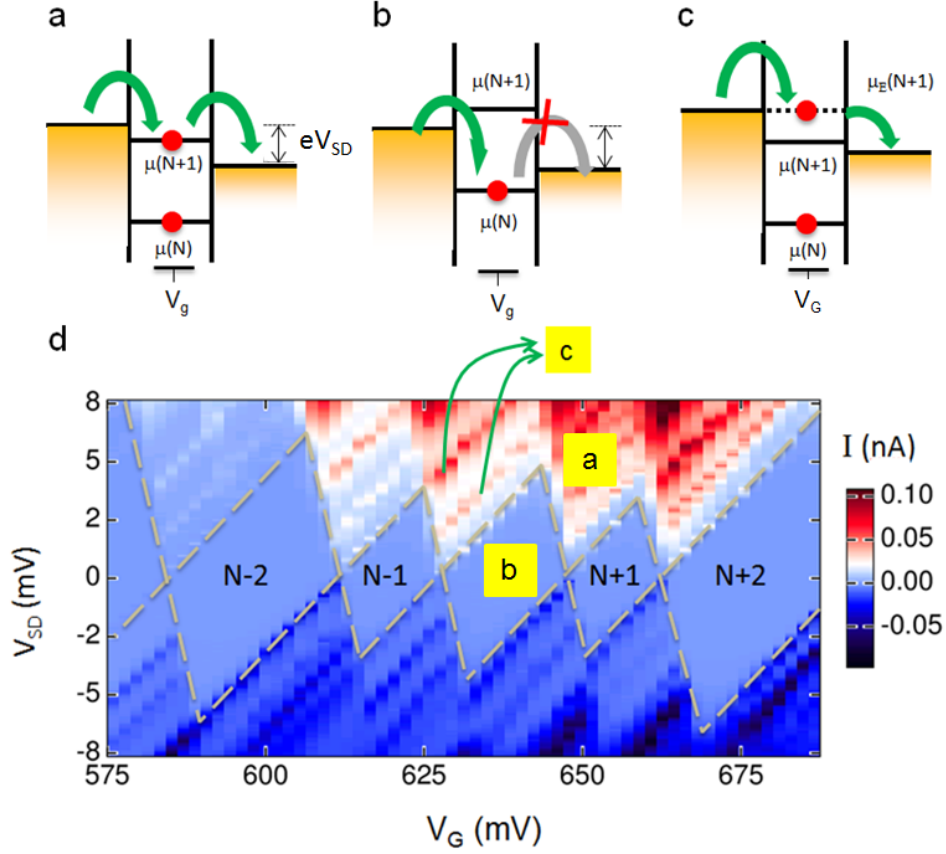 a
b
c
μ(N+1)
eV_SD
μ(N+1)
μ(N)
V_g
μ(N)
V_g
μ_E(N+1)
μ(N+1)
μ(N)
V_G
d
c
8
5
2
0
-2
-5
-8
V_SD (mV)
N-2
N-1
b
a
N+1
N+2
575
600
625
650
675
V_G (mV)
I (nA)
0.10
0.05
0.00
-0.05